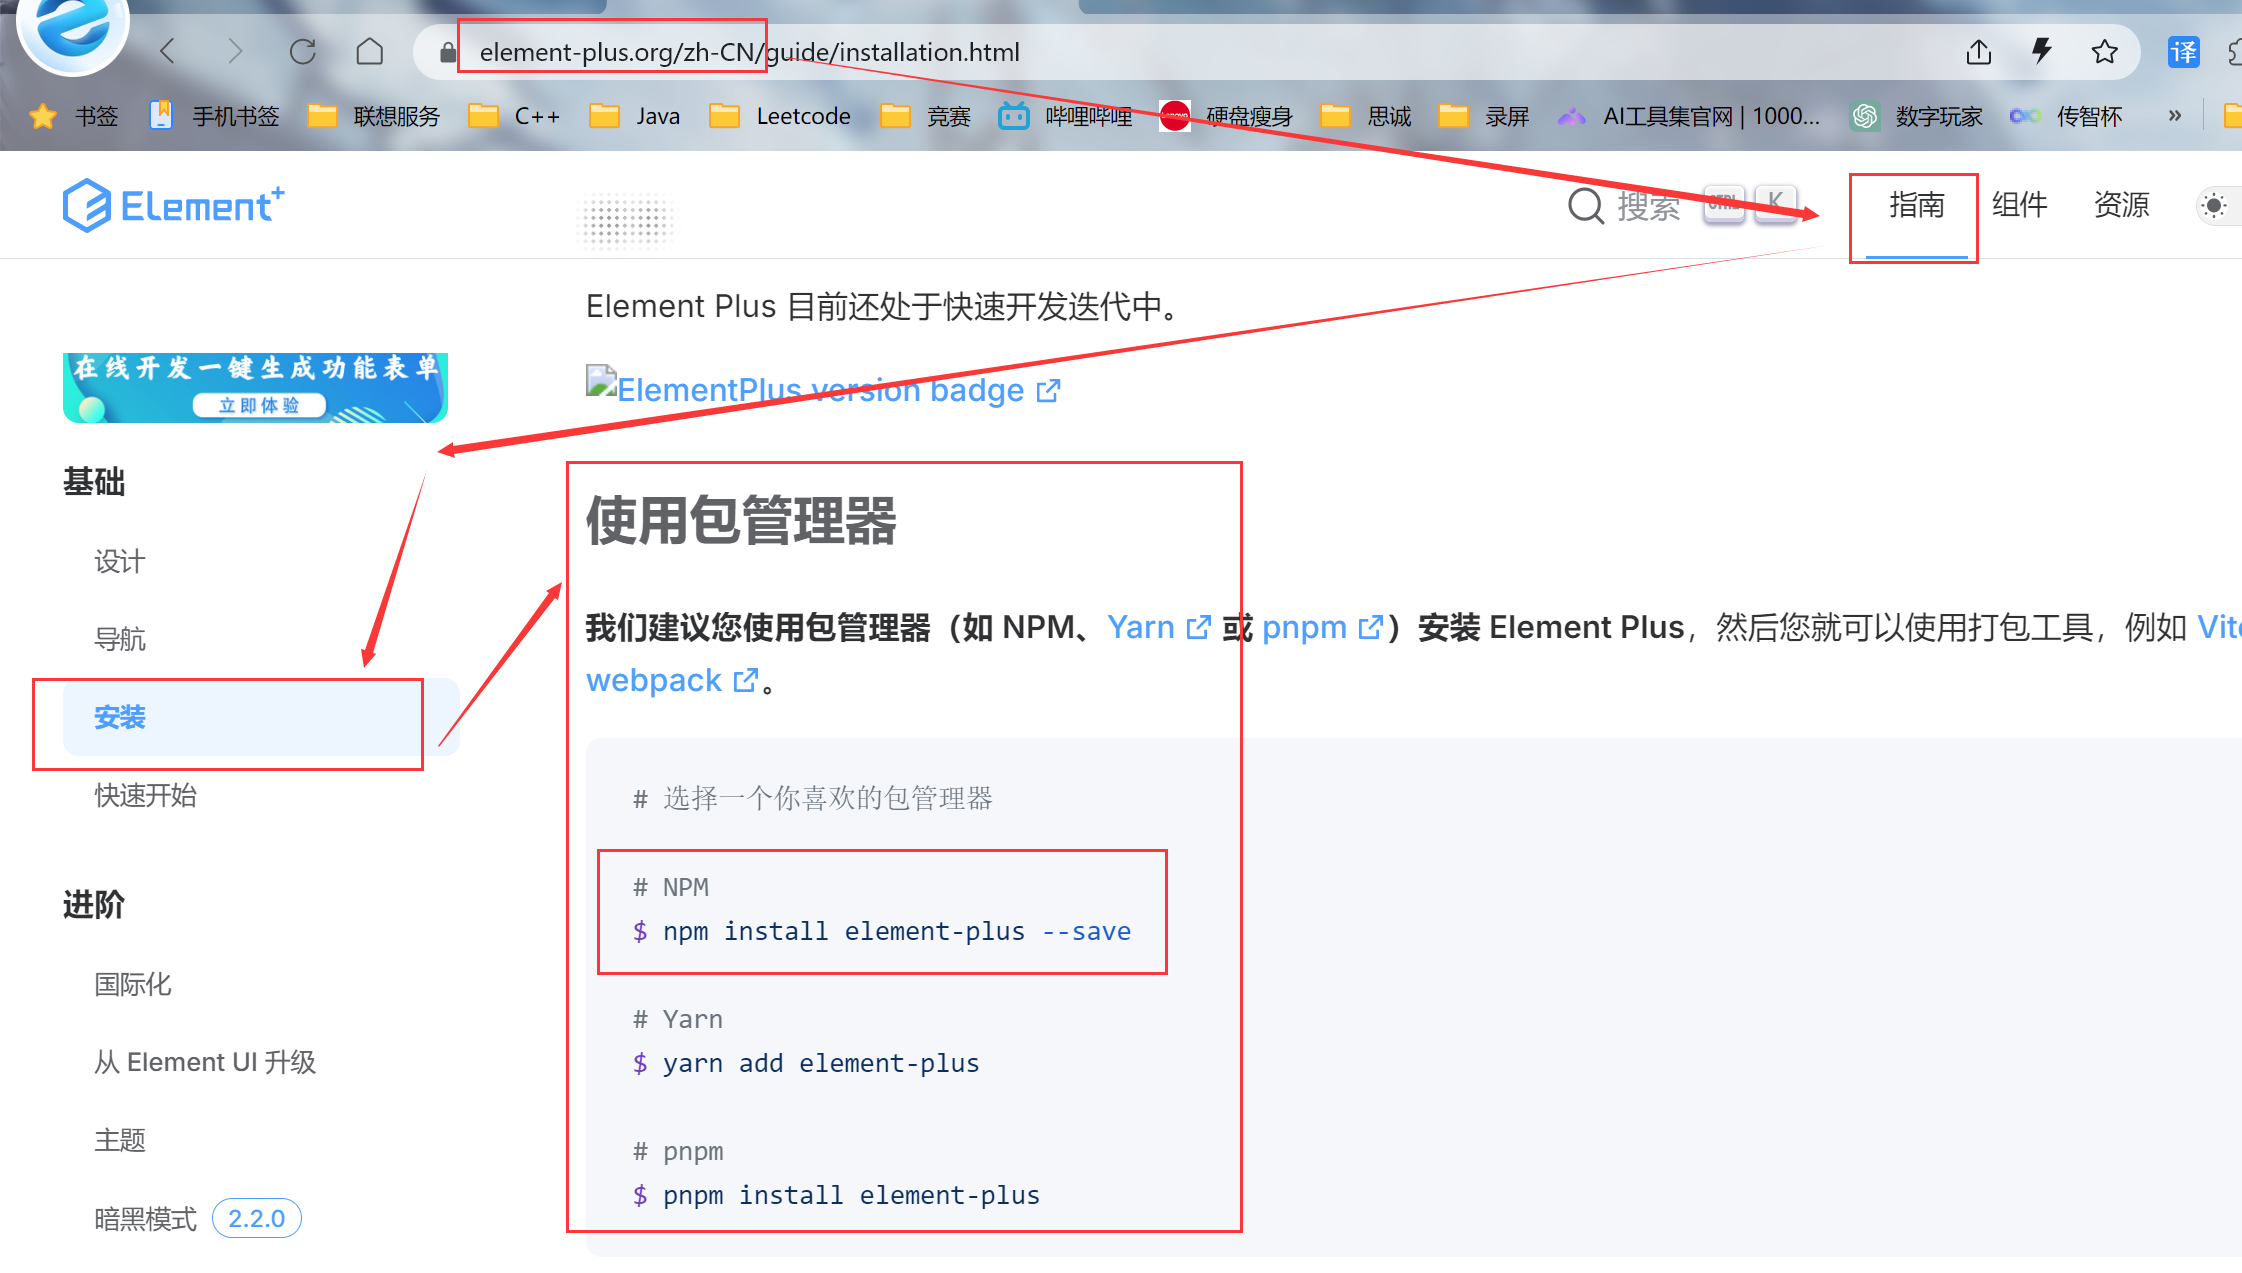 element-plus.org/zh-CN/guide/installation.html
译
书签 手机书签 联想服务 C++ Java Leetcode 竞赛 哔哩哔哩 硬盘瘦身 思诚 录屏 AI工具集官网 | 1000... 数字玩家 传智杯 »
Element+ 搜索 CTRL K 指南 组件 资源
Element Plus 目前还处于快速开发迭代中。
在线开发一键生成功能表单
立即体验
ElementPlus version badge
基础
设计
导航
安装
快速开始
进阶
国际化
从 Element UI 升级
主题
暗黑模式 2.2.0
使用包管理器
我们建议您使用包管理器（如 NPM、Yarn 或 pnpm）安装 Element Plus，然后您就可以使用打包工具，例如
webpack 。
# 选择一个你喜欢的包管理器
# NPM
$ npm install element-plus --save
# Yarn
$ yarn add element-plus
# pnpm
$ pnpm install element-plus